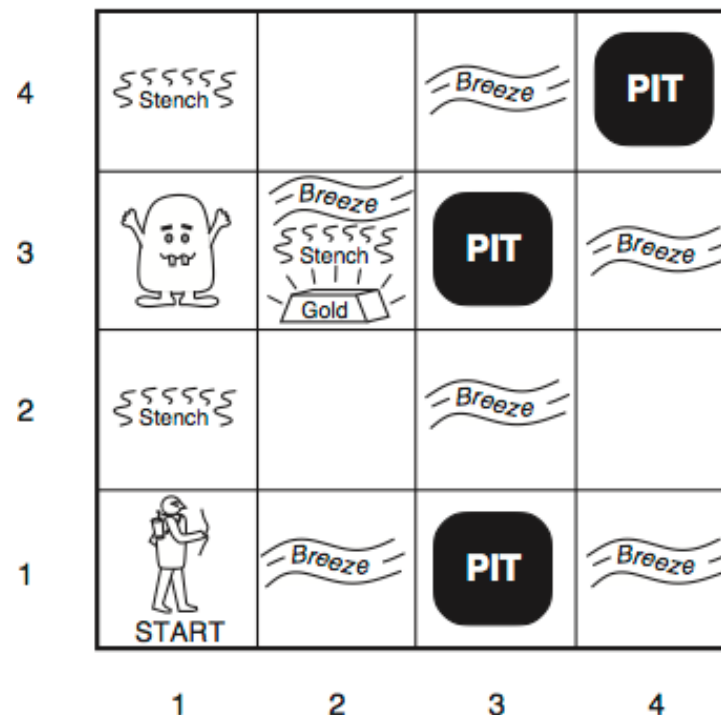 4 Stench Breeze PIT
3 Breeze PIT Breeze
Stench
Gold
2 Stench Breeze
1 Breeze PIT Breeze
START
1 2 3 4